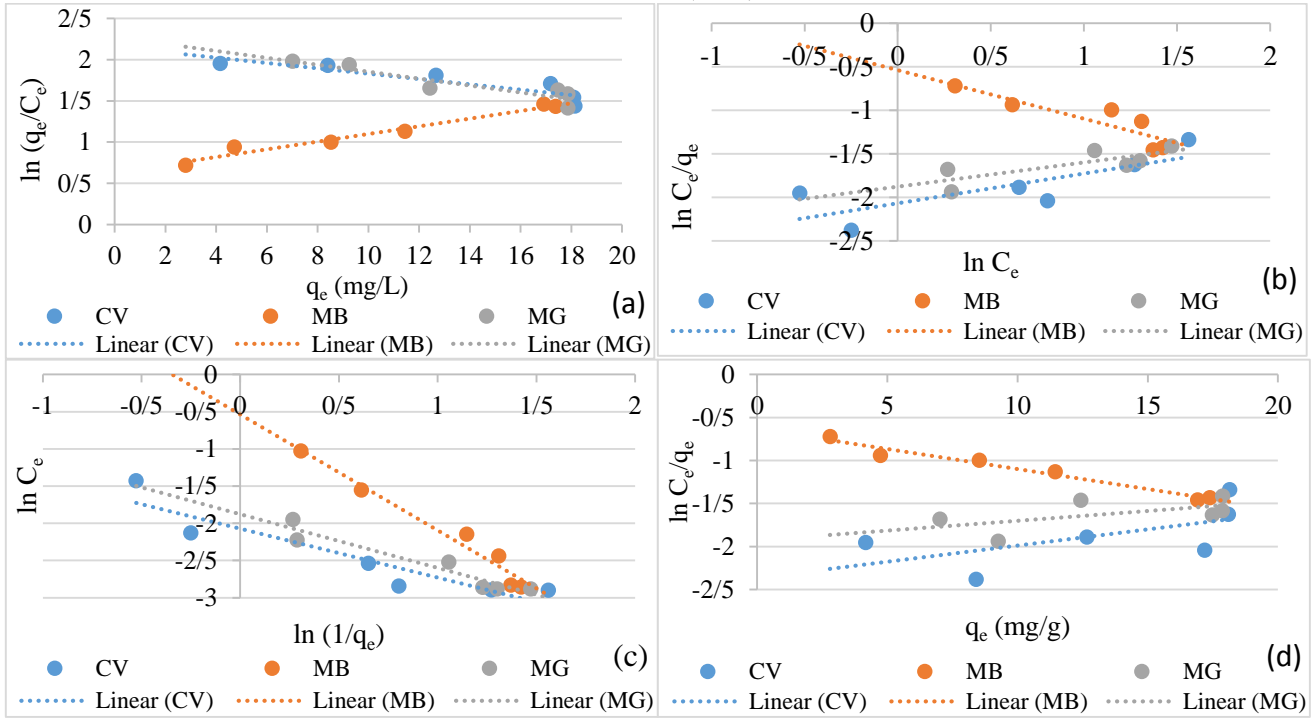 2/5
2
1/5
1
0/5
0
ln (qe/Ce)
0 2 4 6 8 10 12 14 16 18 20
qe (mg/L)
(a)
CV MB MG
Linear (CV) Linear (MB) Linear (MG)
0
-0/5
-1
-1/5
-2
-2/5
ln Ce/qe
-1 -0/5 0 0/5 1 1/5 2
ln Ce
(b)
CV MB MG
Linear (CV) Linear (MB) Linear (MG)
0
-0/5
-1
-1/5
-2
-2/5
-3
ln Ce
-1 -0/5 0 0/5 1 1/5 2
ln (1/qe)
(c)
CV MB MG
Linear (CV) Linear (MB) Linear (MG)
0
-0/5
-1
-1/5
-2
-2/5
ln Ce/qe
0 5 10 15 20
qe (mg/g)
(d)
CV MB MG
Linear (CV) Linear (MB) Linear (MG)